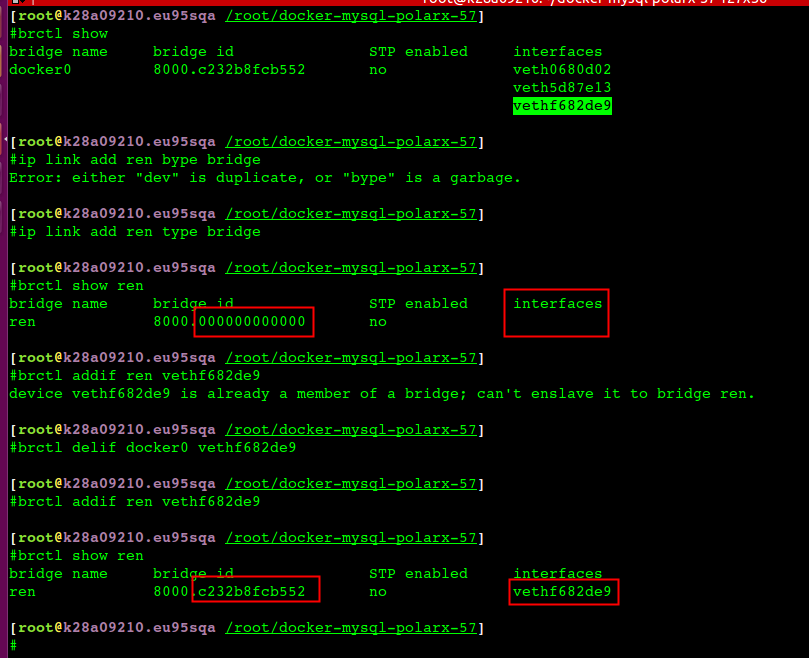 [root@k28a09210.eu95sqa /root/docker-mysql-polarx-57]
#brctl show
bridge name bridge id STP enabled interfaces
docker0 8000.c232b8fcb552 no veth0680d02
veth5d87e13
vethf682de9
[root@k28a09210.eu95sqa /root/docker-mysql-polarx-57]
#ip link add ren bype bridge
Error: either "dev" is duplicate, or "bype" is a garbage.
[root@k28a09210.eu95sqa /root/docker-mysql-polarx-57]
#ip link add ren type bridge
[root@k28a09210.eu95sqa /root/docker-mysql-polarx-57]
#brctl show ren
bridge name bridge id STP enabled interfaces
ren 8000.000000000000 no
[root@k28a09210.eu95sqa /root/docker-mysql-polarx-57]
#brctl addif ren vethf682de9
device vethf682de9 is already a member of a bridge; can't enslave it to bridge ren.
[root@k28a09210.eu95sqa /root/docker-mysql-polarx-57]
#brctl delif docker0 vethf682de9
[root@k28a09210.eu95sqa /root/docker-mysql-polarx-57]
#brctl addif ren vethf682de9
[root@k28a09210.eu95sqa /root/docker-mysql-polarx-57]
#brctl show ren
bridge name bridge id STP enabled interfaces
ren 8000.c232b8fcb552 no vethf682de9
[root@k28a09210.eu95sqa /root/docker-mysql-polarx-57]
#